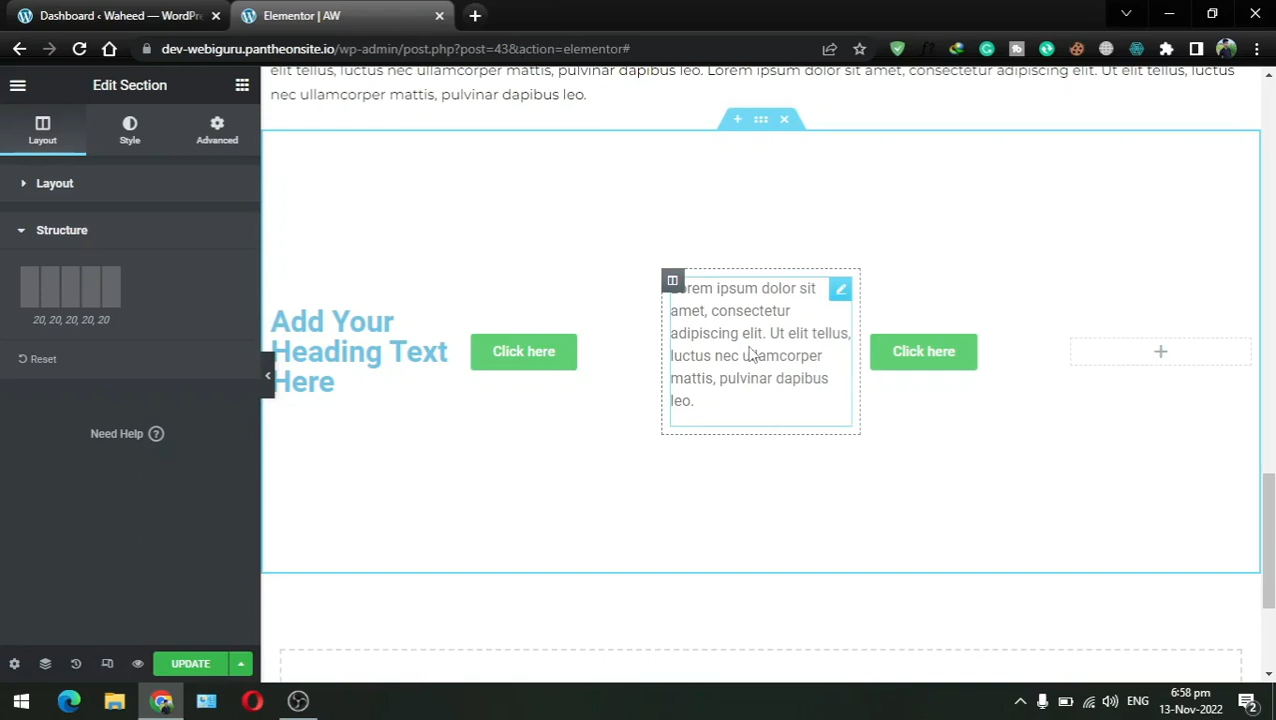 Dashboard ‹ Waheed — WordPre
Elementor | AW
dev-webiguru.pantheonsite.io/wp-admin/post.php?post=43&action=elementor#
Edit Section
Layout
Style
Advanced
Layout
Structure
20, 20, 20, 20, 20
Reset
Need Help
UPDATE
elit tellus, luctus nec ullamcorper mattis, pulvinar dapibus leo. Lorem ipsum dolor sit amet, consectetur adipiscing elit. Ut elit tellus, luctus
nec ullamcorper mattis, pulvinar dapibus leo.
Add Your
Heading Text
Here
Click here
Lorem ipsum dolor sit
amet, consectetur
adipiscing elit. Ut elit tellus,
luctus nec ullamcorper
mattis, pulvinar dapibus
leo.
Click here
ENG
6:58 pm
13-Nov-2022
2